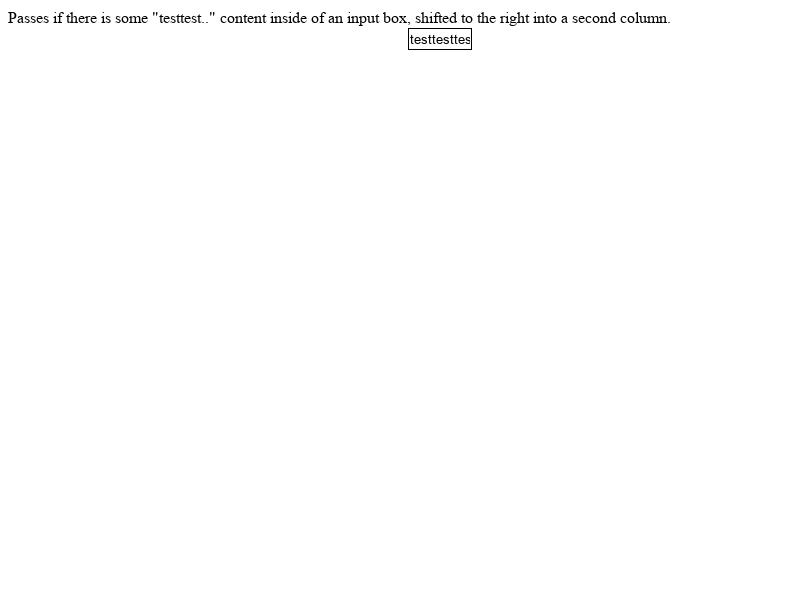 Passes if there is some "testtest.." content inside of an input box, shifted to the right into a second column.
testtesttes